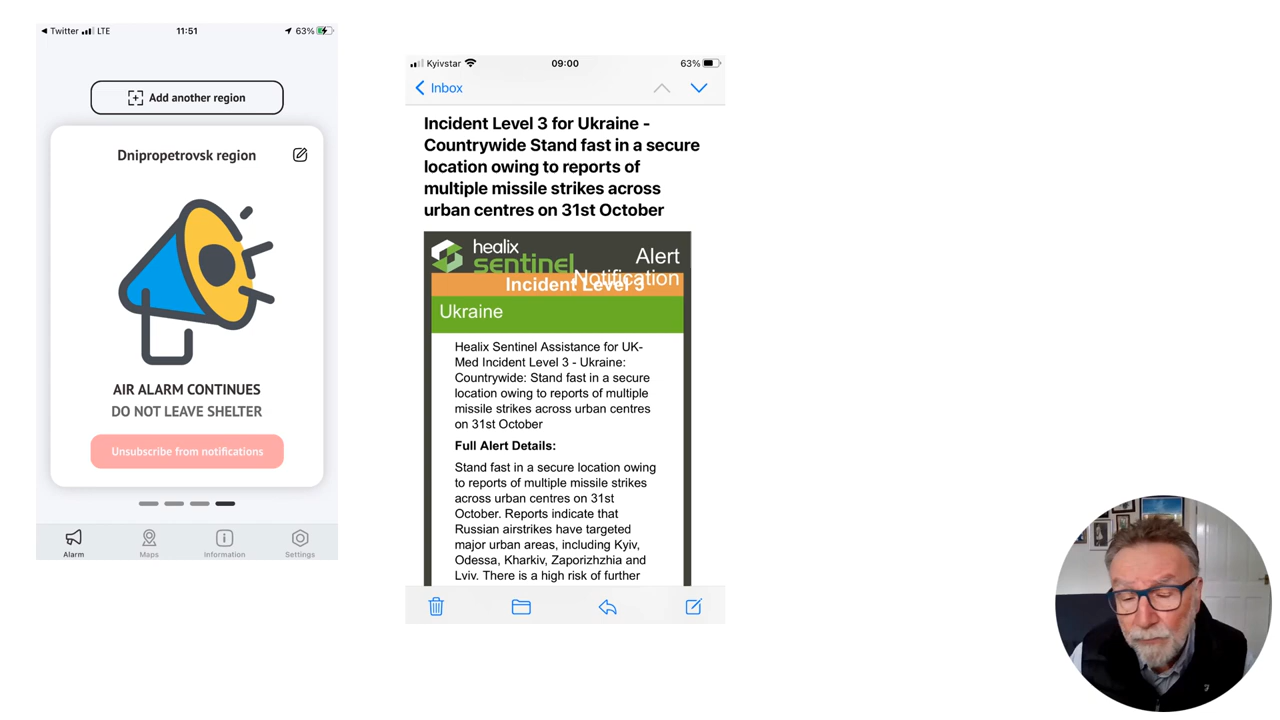 Twitter LTE 11:51 63%
Add another region
Dnipropetrovsk region
AIR ALARM CONTINUES
DO NOT LEAVE SHELTER
Unsubscribe from notifications
Alarm Maps Information Settings
Kyivstar 09:00 63%
Inbox
Incident Level 3 for Ukraine -
Countrywide Stand fast in a secure
location owing to reports of
multiple missile strikes across
urban centres on 31st October
healix
sentinel
Alert
Notification
Incident Level 3
Ukraine
Healix Sentinel Assistance for UK-
Med Incident Level 3 - Ukraine:
Countrywide: Stand fast in a secure
location owing to reports of multiple
missile strikes across urban centres
on 31st October
Full Alert Details:
Stand fast in a secure location owing
to reports of multiple missile strikes
across urban centres on 31st
October. Reports indicate that
Russian airstrikes have targeted
major urban areas, including Kyiv,
Odessa, Kharkiv, Zaporizhzhia and
Lviv. There is a high risk of further